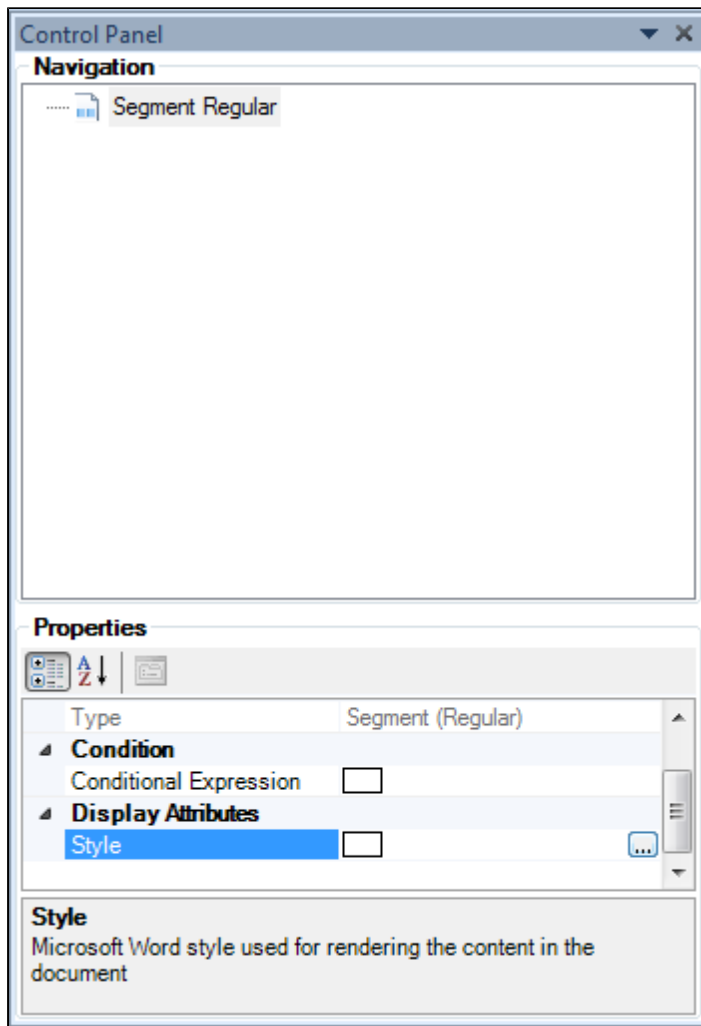 Control Panel
Navigation
Segment Regular
Properties
A
Z
Type Segment (Regular)
Condition
Conditional Expression
Display Attributes
Style ...
Style
Microsoft Word style used for rendering the content in the
document